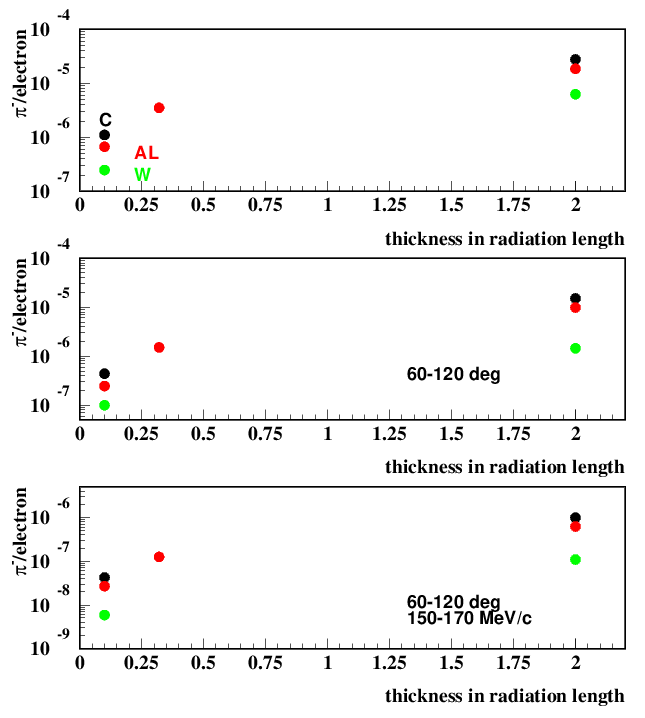 π⁻/electron
10⁻⁴
10⁻⁵
10⁻⁶
10⁻⁷
C
AL
W
0 0.25 0.5 0.75 1 1.25 1.5 1.75 2
thickness in radiation length
π⁻/electron
10⁻⁴
10⁻⁵
10⁻⁶
10⁻⁷
60-120 deg
0 0.25 0.5 0.75 1 1.25 1.5 1.75 2
thickness in radiation length
π⁻/electron
10⁻⁶
10⁻⁷
10⁻⁸
10⁻⁹
60-120 deg
150-170 MeV/c
0 0.25 0.5 0.75 1 1.25 1.5 1.75 2
thickness in radiation length